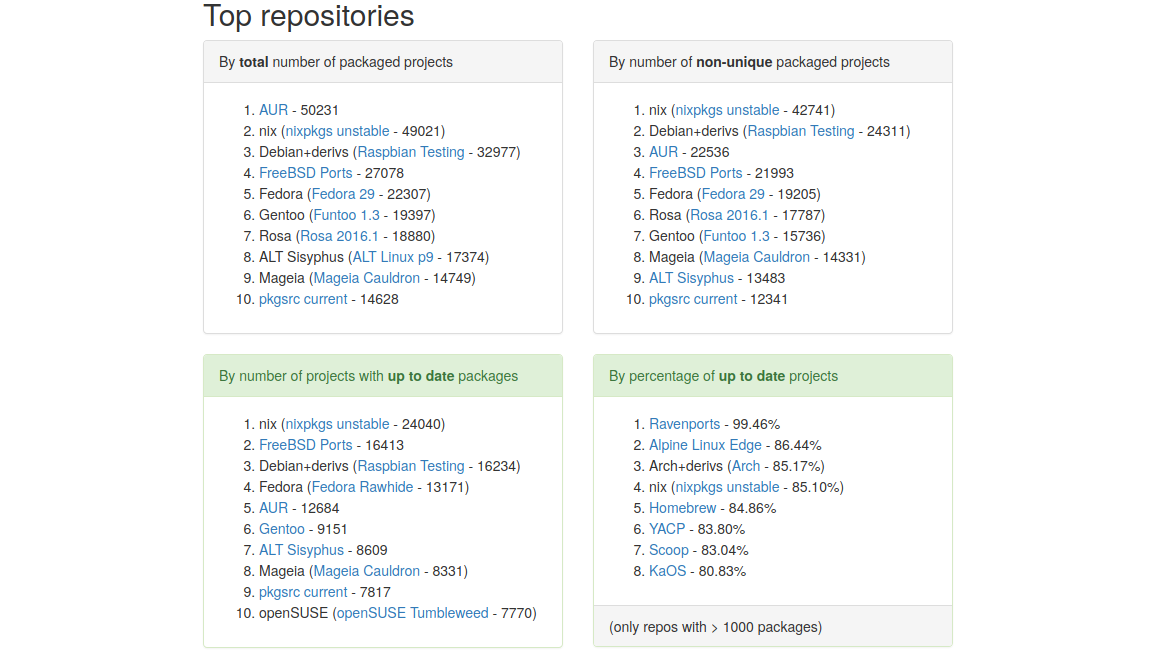 Top repositories
By total number of packaged projects
1. AUR - 50231
2. nix (nixpkgs unstable - 49021)
3. Debian+derivs (Raspbian Testing - 32977)
4. FreeBSD Ports - 27078
5. Fedora (Fedora 29 - 22307)
6. Gentoo (Funtoo 1.3 - 19397)
7. Rosa (Rosa 2016.1 - 18880)
8. ALT Sisyphus (ALT Linux p9 - 17374)
9. Mageia (Mageia Cauldron - 14749)
10. pkgsrc current - 14628
By number of non-unique packaged projects
1. nix (nixpkgs unstable - 42741)
2. Debian+derivs (Raspbian Testing - 24311)
3. AUR - 22536
4. FreeBSD Ports - 21993
5. Fedora (Fedora 29 - 19205)
6. Rosa (Rosa 2016.1 - 17787)
7. Gentoo (Funtoo 1.3 - 15736)
8. Mageia (Mageia Cauldron - 14331)
9. ALT Sisyphus - 13483
10. pkgsrc current - 12341
By number of projects with up to date packages
1. nix (nixpkgs unstable - 24040)
2. FreeBSD Ports - 16413
3. Debian+derivs (Raspbian Testing - 16234)
4. Fedora (Fedora Rawhide - 13171)
5. AUR - 12684
6. Gentoo - 9151
7. ALT Sisyphus - 8609
8. Mageia (Mageia Cauldron - 8331)
9. pkgsrc current - 7817
10. openSUSE (openSUSE Tumbleweed - 7770)
By percentage of up to date projects
1. Ravenports - 99.46%
2. Alpine Linux Edge - 86.44%
3. Arch+derivs (Arch - 85.17%)
4. nix (nixpkgs unstable - 85.10%)
5. Homebrew - 84.86%
6. YACP - 83.80%
7. Scoop - 83.04%
8. KaOS - 80.83%
(only repos with > 1000 packages)